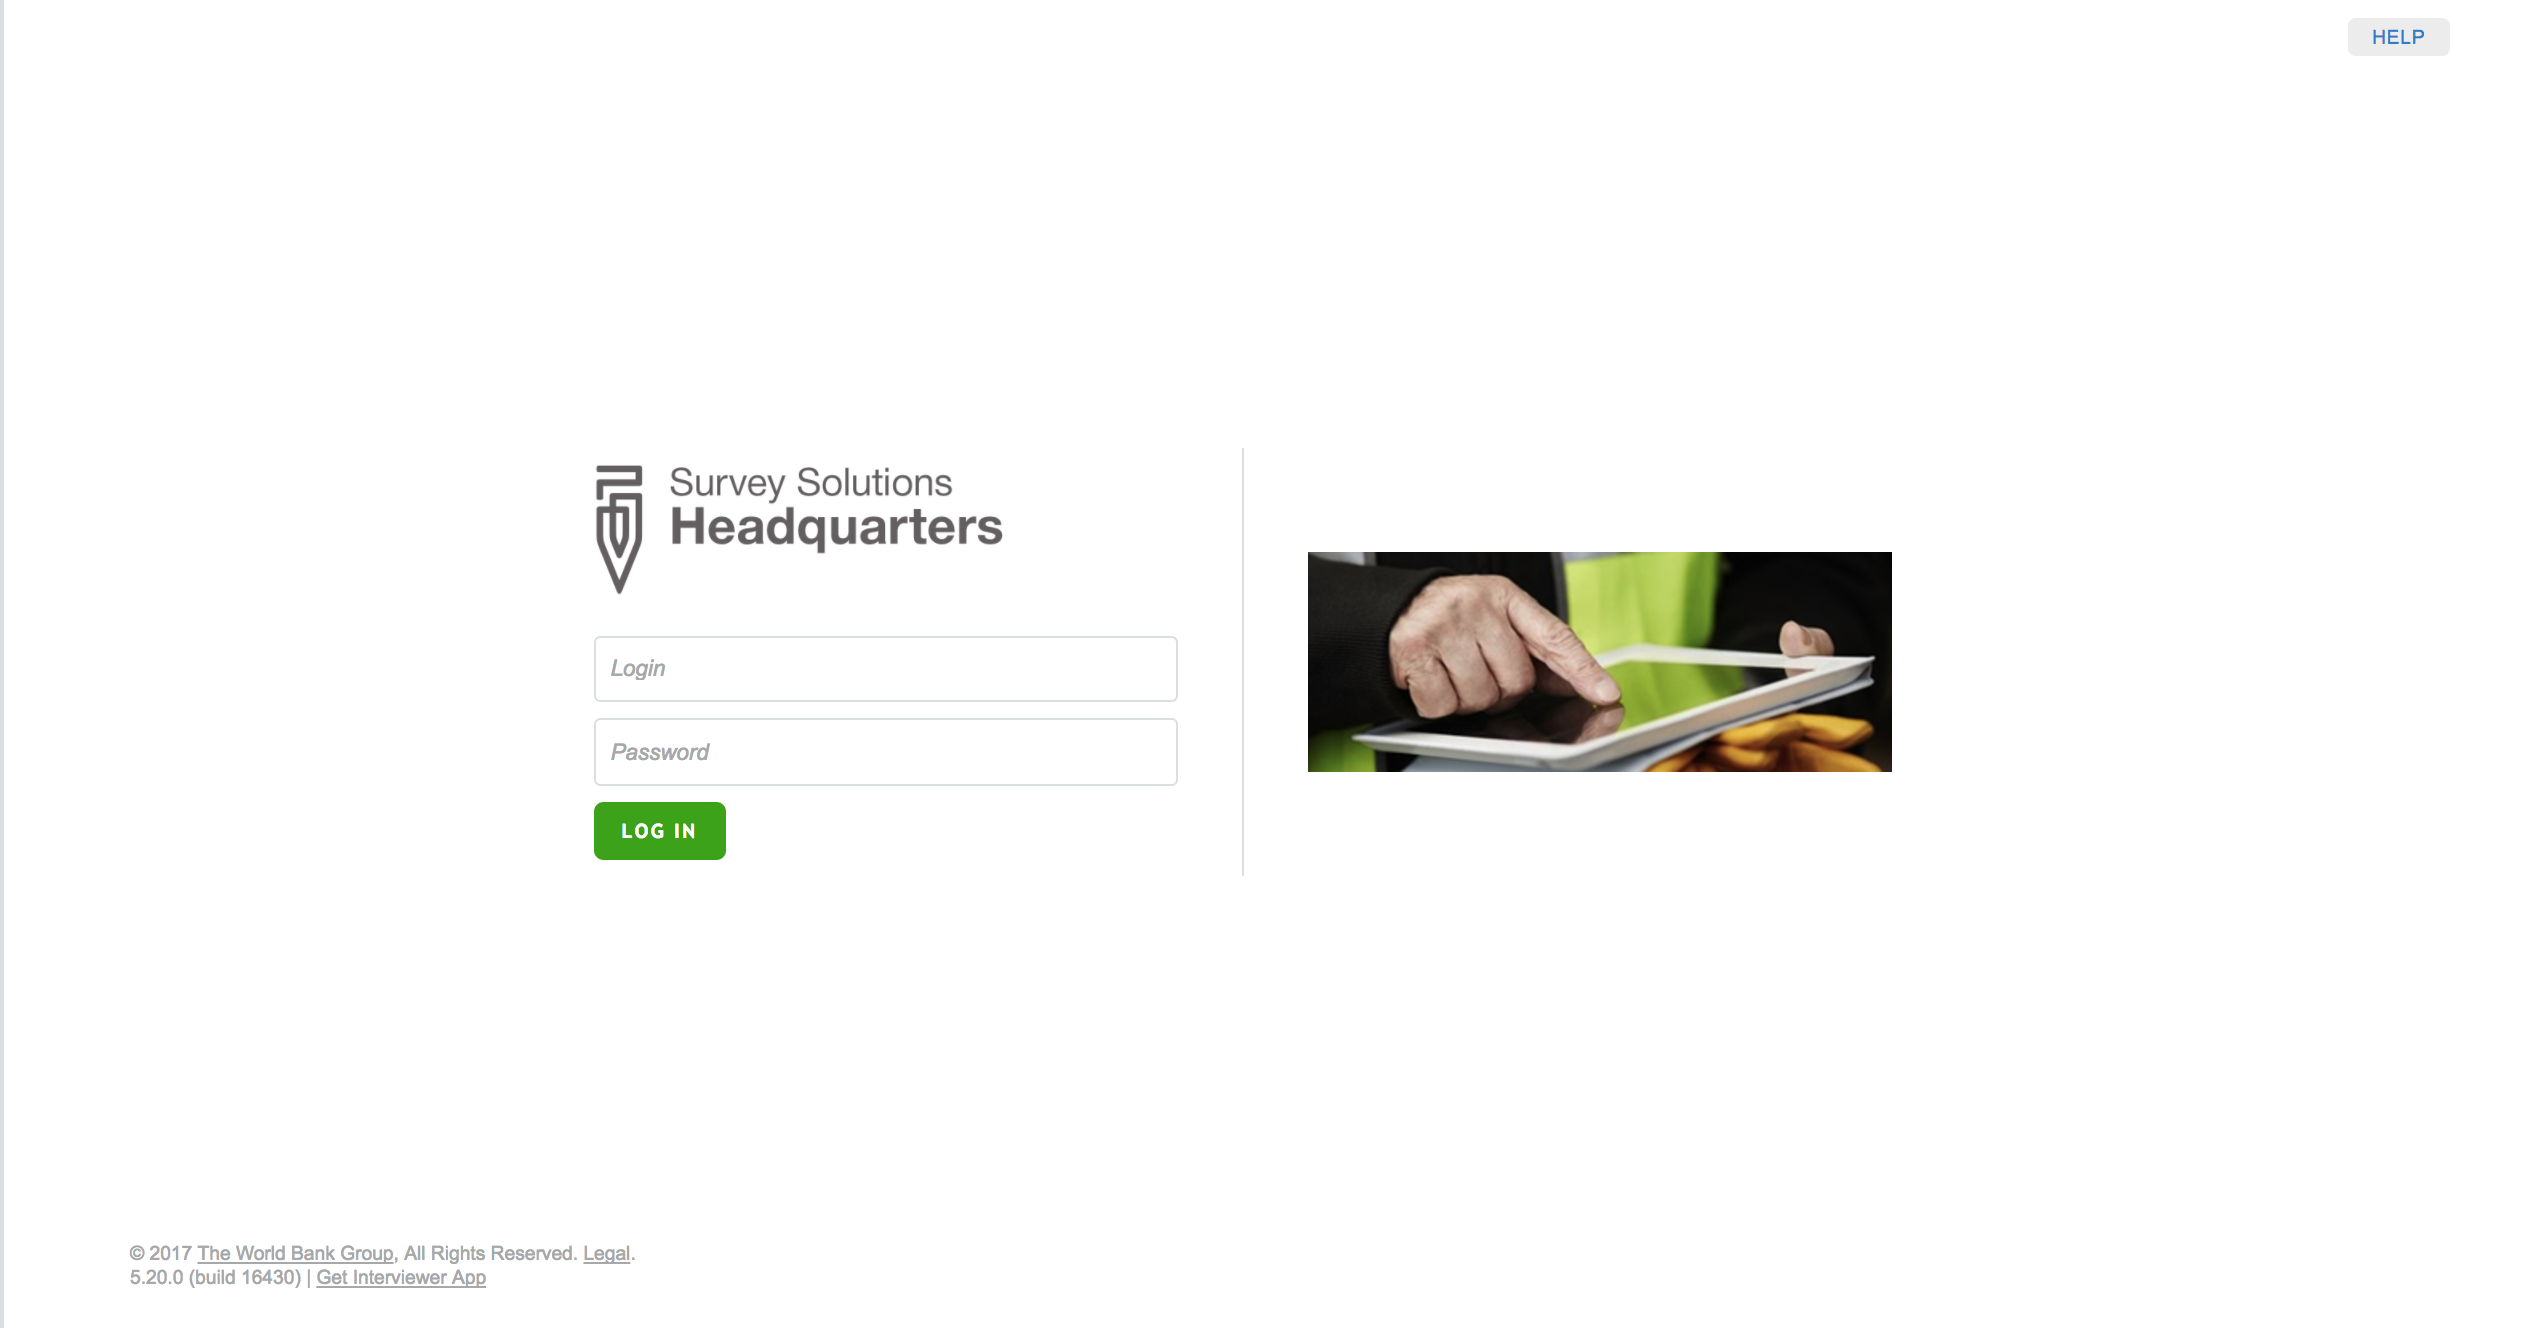 HELP
Survey Solutions
Headquarters
Login
Password
LOG IN
© 2017 The World Bank Group, All Rights Reserved. Legal.
5.20.0 (build 16430) | Get Interviewer App